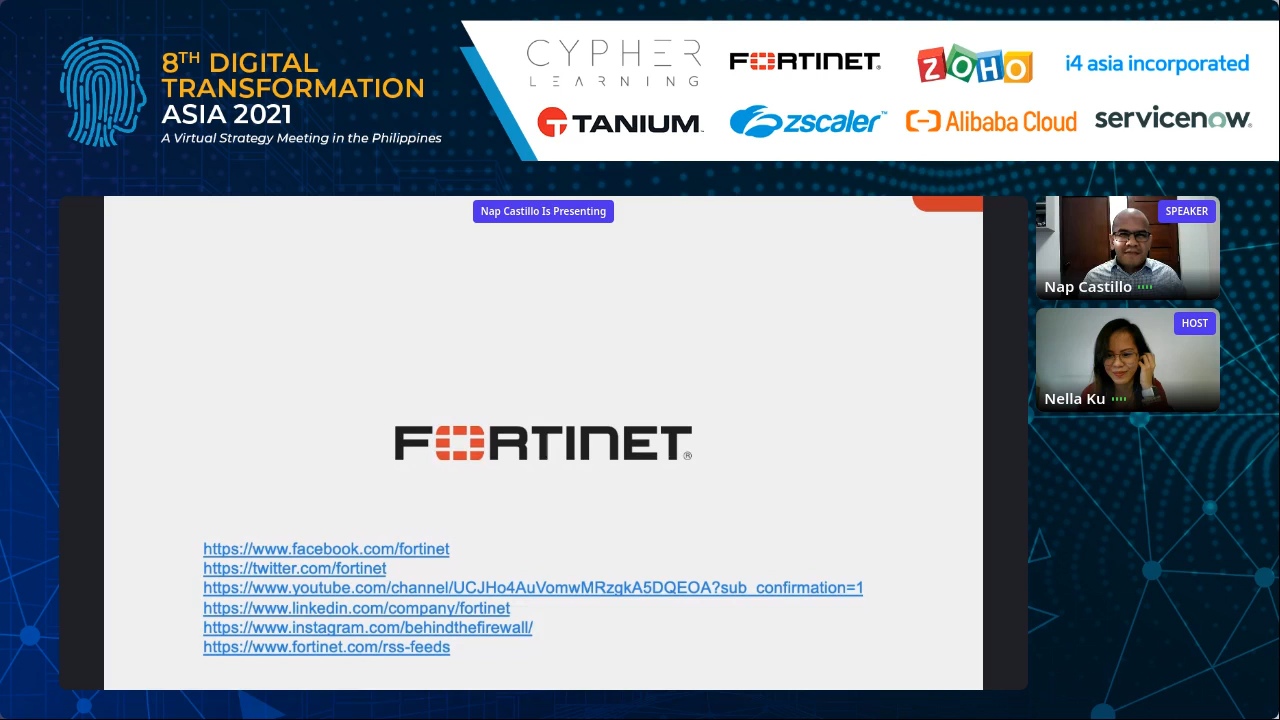 8TH DIGITAL
TRANSFORMATION
ASIA 2021
A Virtual Strategy Meeting in the Philippines
CYPHER
LEARNING
FORTINET®
ZOHO
i4 asia incorporated
TANIUM™
zscaler™
Alibaba Cloud
servicenow®
Nap Castillo Is Presenting
SPEAKER
Nap Castillo
HOST
Nella Ku
FORTINET®
https://www.facebook.com/fortinet
https://twitter.com/fortinet
https://www.youtube.com/channel/UCJHo4AuVomwMRzgkA5DQEOA?sub_confirmation=1
https://www.linkedin.com/company/fortinet
https://www.instagram.com/behindthefirewall/
https://www.fortinet.com/rss-feeds